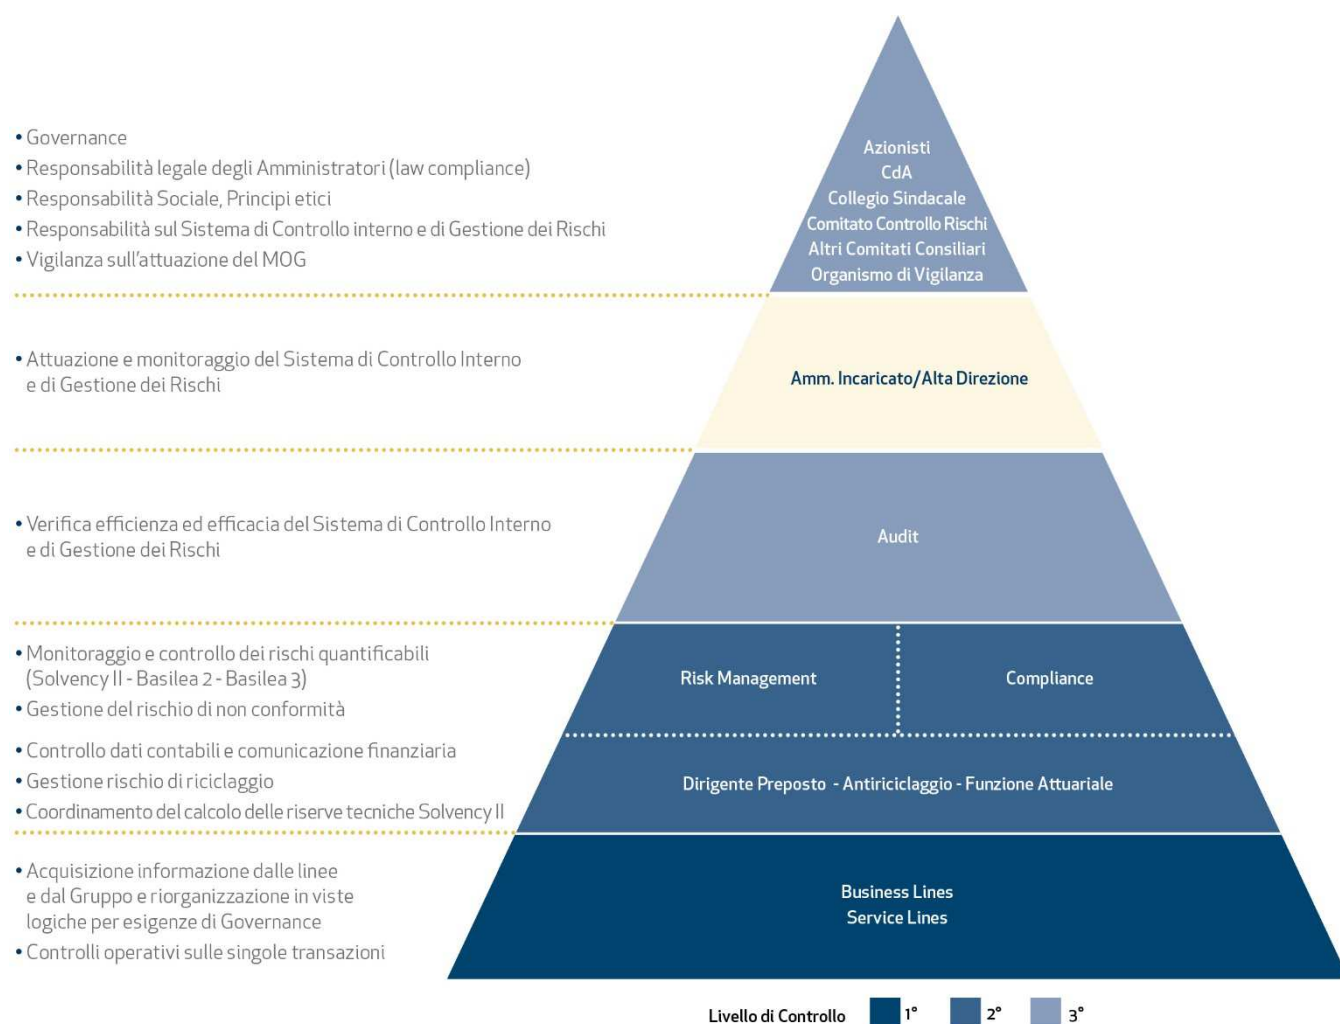 • Governance
• Responsabilità legale degli Amministratori (law compliance)
• Responsabilità Sociale, Principi etici
• Responsabilità sul Sistema di Controllo interno e di Gestione dei Rischi
• Vigilanza sull'attuazione del MOG
Azionisti
CdA
Collegio Sindacale
Comitato Controllo Rischi
Altri Comitati Consiliari
Organismo di Vigilanza
• Attuazione e monitoraggio del Sistema di Controllo Interno
e di Gestione dei Rischi
Amm. Incaricato/Alta Direzione
• Verifica efficienza ed efficacia del Sistema di Controllo Interno
e di Gestione dei Rischi
Audit
• Monitoraggio e controllo dei rischi quantificabili
(Solvency II - Basilea 2 - Basilea 3)
• Gestione del rischio di non conformità
Risk Management
Compliance
• Controllo dati contabili e comunicazione finanziaria
• Gestione rischio di riciclaggio
• Coordinamento del calcolo delle riserve tecniche Solvency II
Dirigente Preposto - Antiriciclaggio - Funzione Attuariale
• Acquisizione informazione dalle linee
e dal Gruppo e riorganizzazione in viste
logiche per esigenze di Governance
• Controlli operativi sulle singole transazioni
Business Lines
Service Lines
Livello di Controllo 1° 2° 3°